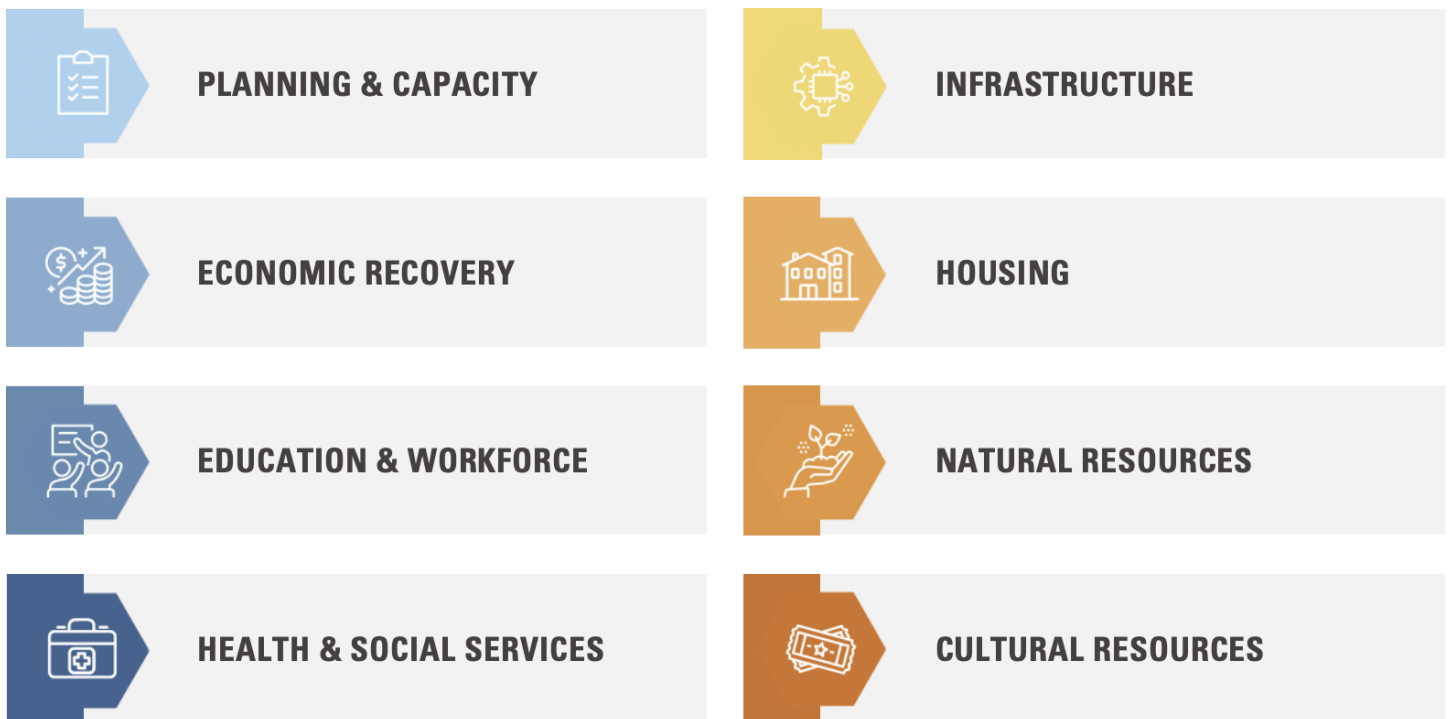 PLANNING & CAPACITY
INFRASTRUCTURE
ECONOMIC RECOVERY
HOUSING
EDUCATION & WORKFORCE
NATURAL RESOURCES
HEALTH & SOCIAL SERVICES
CULTURAL RESOURCES